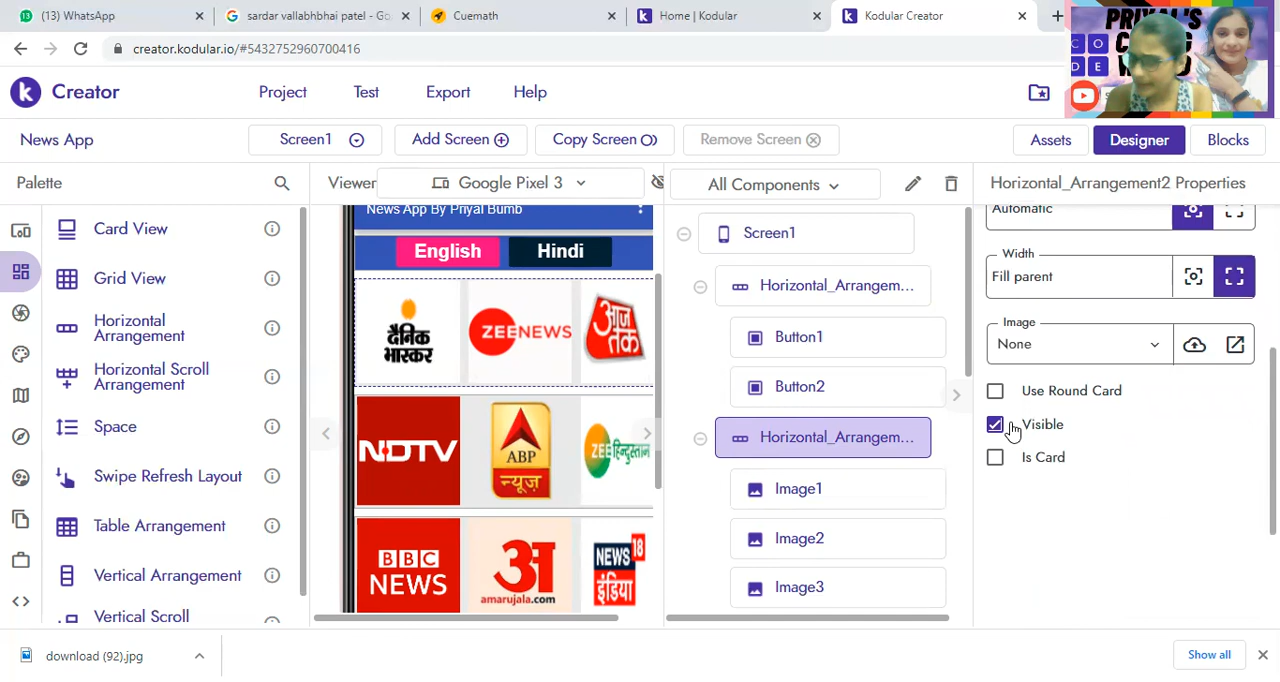 (13) WhatsApp
sardar vallabhbhai patel - Go
Cuemath
Home | Kodular
Kodular Creator
creator.kodular.io/#5432752960700416
PRIYAL'S
CODE
Creator
Project
Test
Export
Help
News App
Screen1
Add Screen
Copy Screen
Remove Screen
Assets
Designer
Blocks
Palette
Viewer
Google Pixel 3
All Components
Horizontal_Arrangement2 Properties
Card View
Grid View
Horizontal
Arrangement
Horizontal Scroll
Arrangement
Space
Swipe Refresh Layout
Table Arrangement
Vertical Arrangement
Vertical Scroll
News App By Priyal Bumb
English
Hindi
दैनिक
भास्कर
ZEE NEWS
आज
तक
NDTV
ABP
न्यूज़
ZEE हिन्दुस्तान
BBC
NEWS
अ
amarujala.com
NEWS
18
इंडिया
Screen1
Horizontal_Arrangem...
Button1
Button2
Horizontal_Arrangem...
Image1
Image2
Image3
Automatic
Width
Fill parent
Image
None
Use Round Card
Visible
Is Card
download (92).jpg
Show all